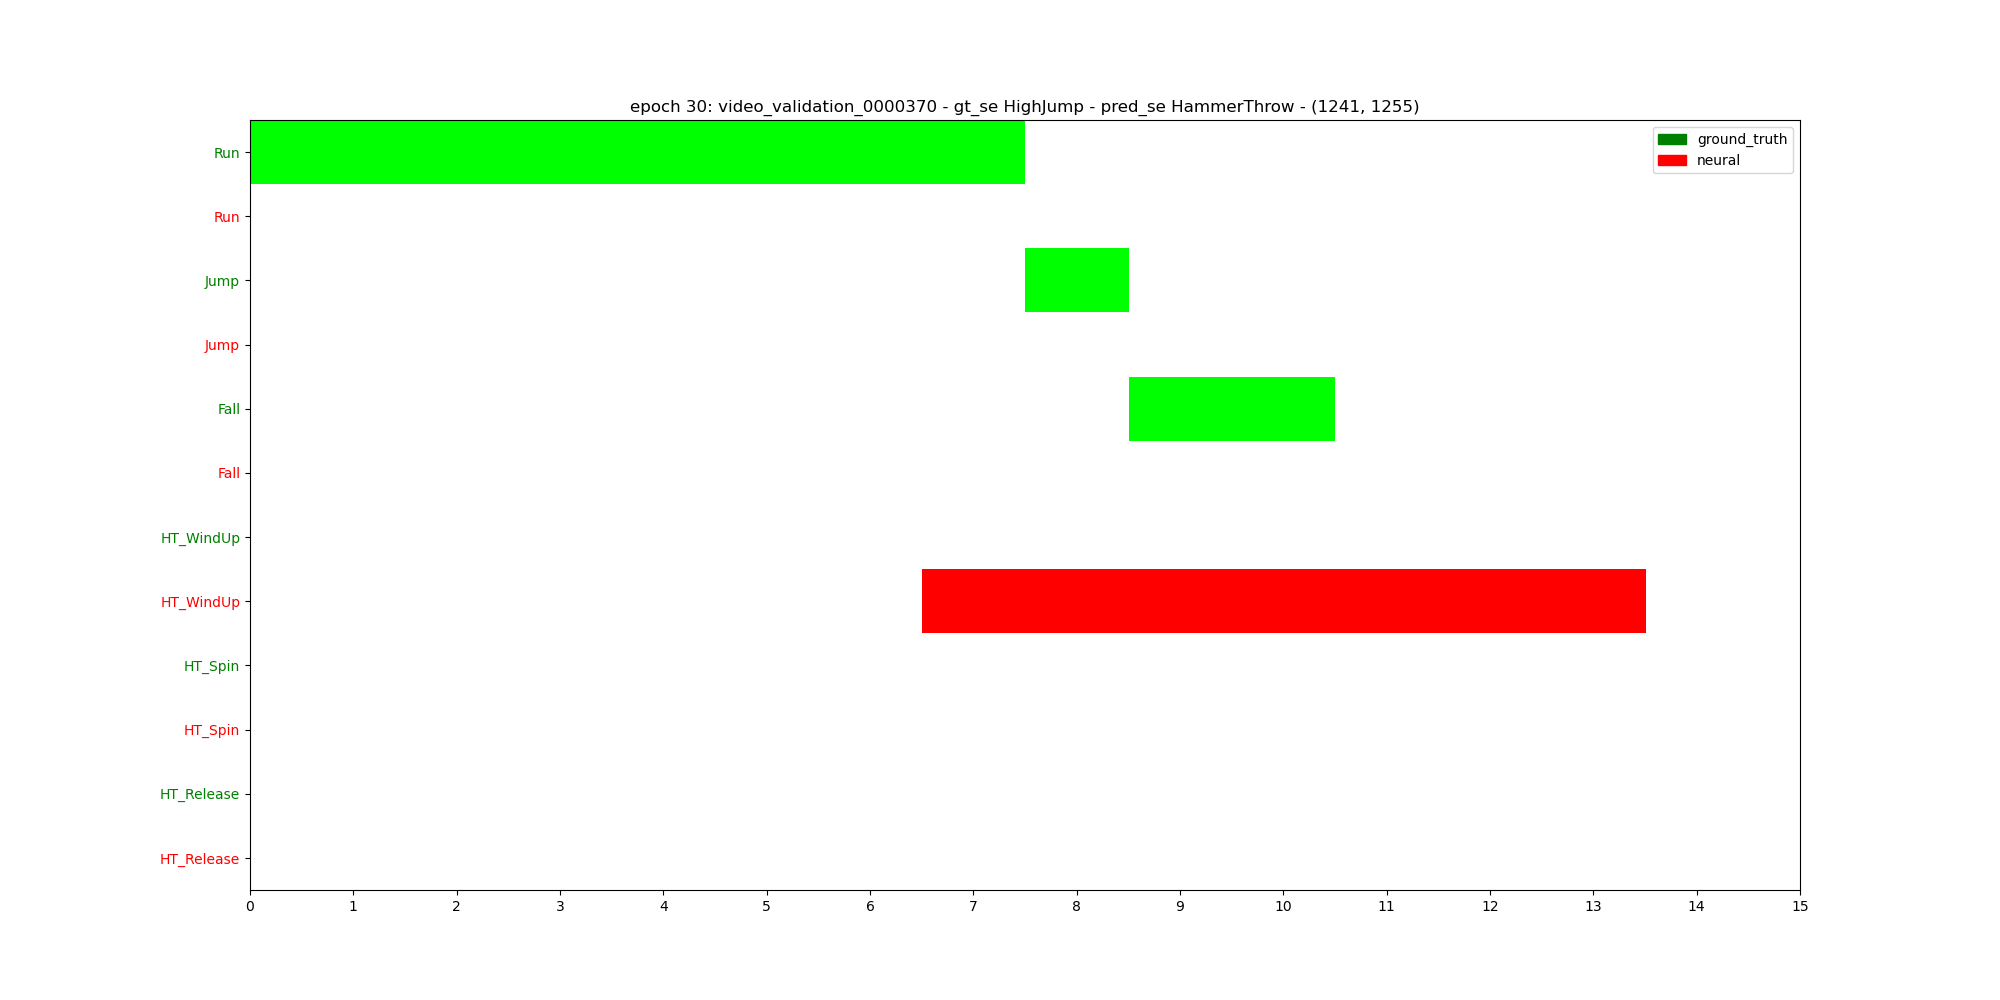 epoch 30: video_validation_0000370 - gt_se HighJump - pred_se HammerThrow - (1241, 1255)
ground_truth
neural
Run
Run
Jump
Jump
Fall
Fall
HT_WindUp
HT_WindUp
HT_Spin
HT_Spin
HT_Release
HT_Release
0 1 2 3 4 5 6 7 8 9 10 11 12 13 14 15